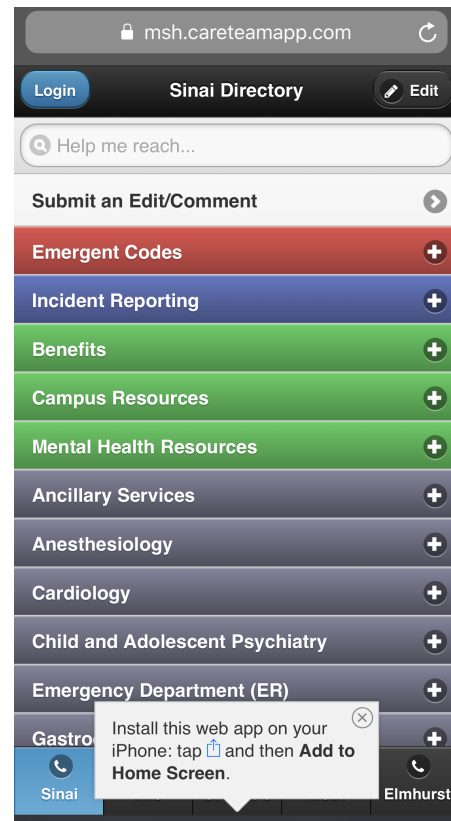 msh.careteamapp.com
Login
Sinai Directory
Edit
Help me reach...
Submit an Edit/Comment
Emergent Codes
Incident Reporting
Benefits
Campus Resources
Mental Health Resources
Ancillary Services
Anesthesiology
Cardiology
Child and Adolescent Psychiatry
Emergency Department (ER)
Install this web app on your
iPhone: tap and then Add to
Home Screen.
Sinai
Elmhurst